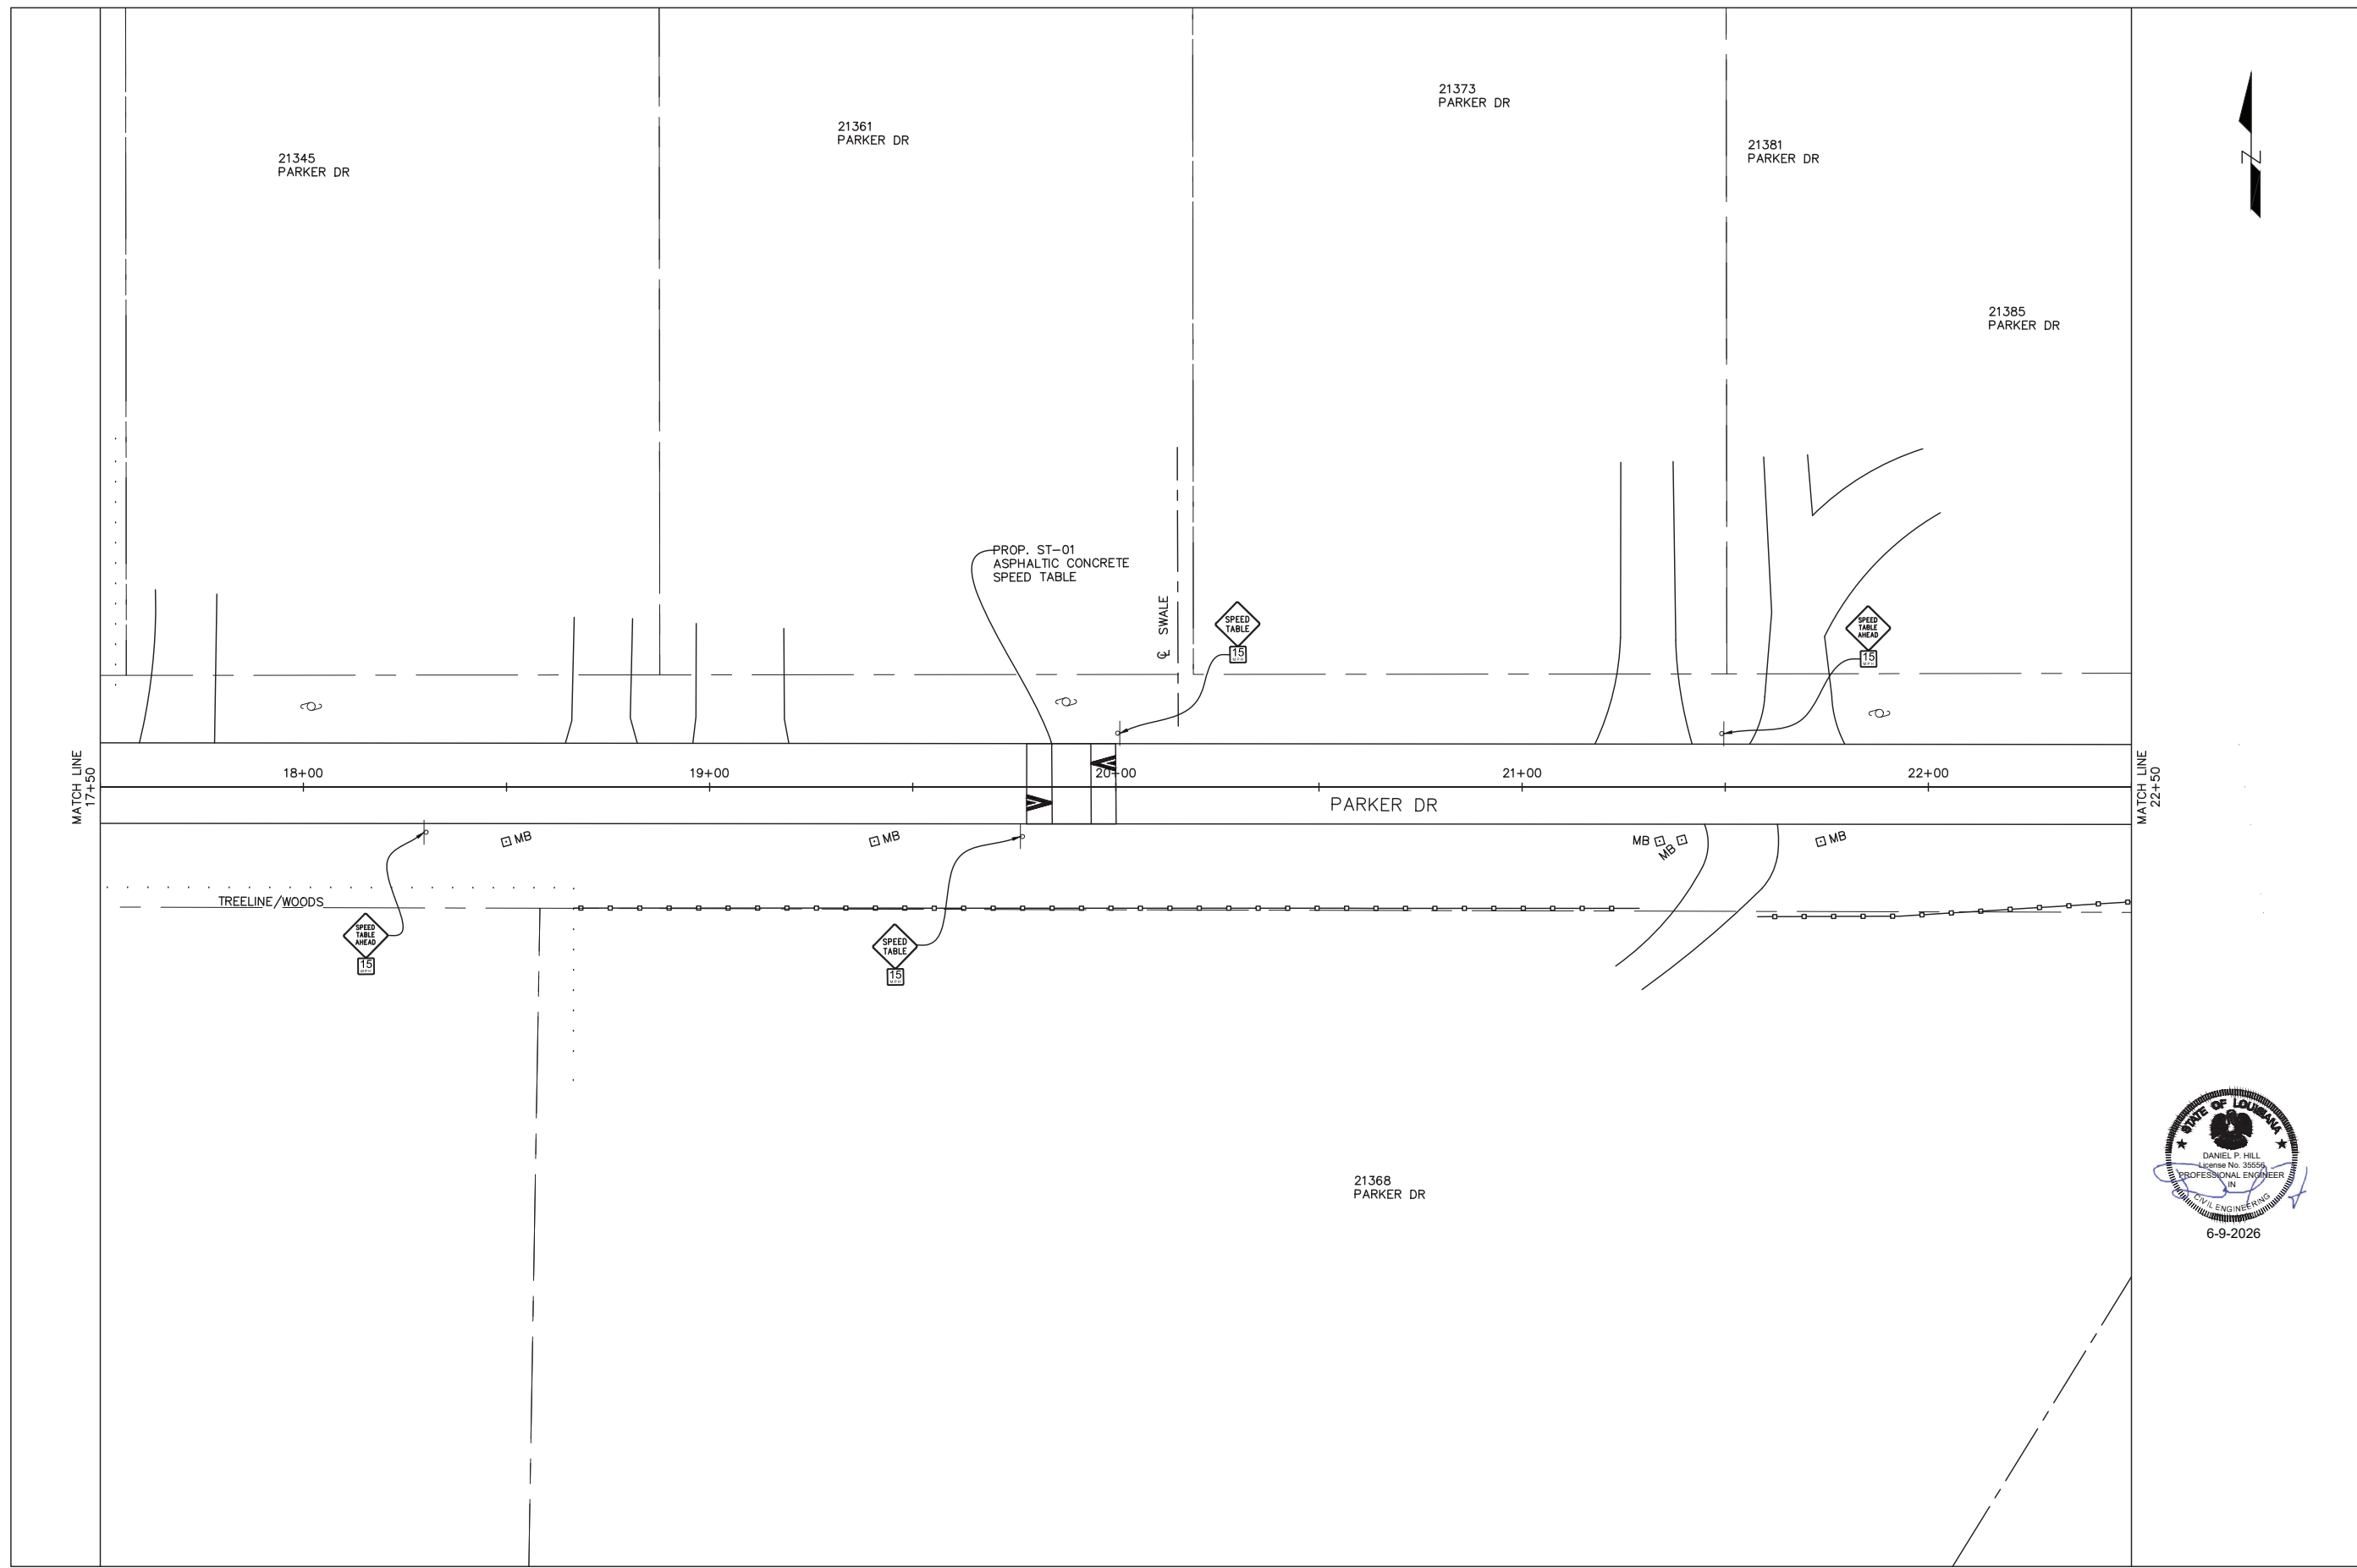 21373
PARKER DR
21361
PARKER DR
21381
PARKER DR
21345
PARKER DR
N
21385
PARKER DR
PROP. ST-01
ASPHALTIC CONCRETE
SPEED TABLE
℄ SWALE
SPEED
TABLE
15
MPH
SPEED
TABLE
AHEAD
15
MPH
MATCH LINE
17+50
18+00
19+00
20+00
21+00
22+00
MATCH LINE
22+50
PARKER DR
MB
MB
MB
MB
MB
TREELINE/WOODS
SPEED
TABLE
AHEAD
15
MPH
SPEED
TABLE
15
MPH
21368
PARKER DR
STATE OF LOUISIANA
DANIEL P. HILL
License No. 35556
PROFESSIONAL ENGINEER
IN
CIVIL ENGINEERING
6-9-2026